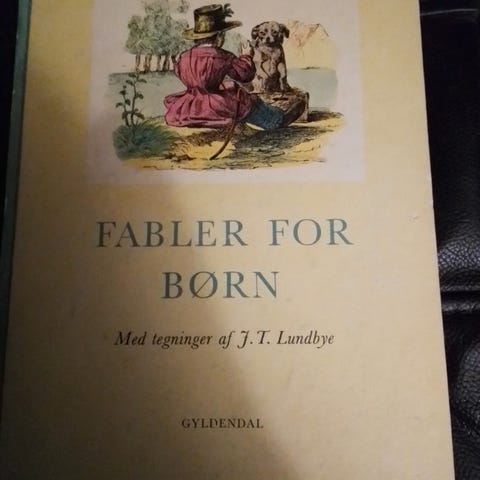 FABLER FOR
BØRN
Med tegninger af J. T. Lundbye
GYLDENDAL